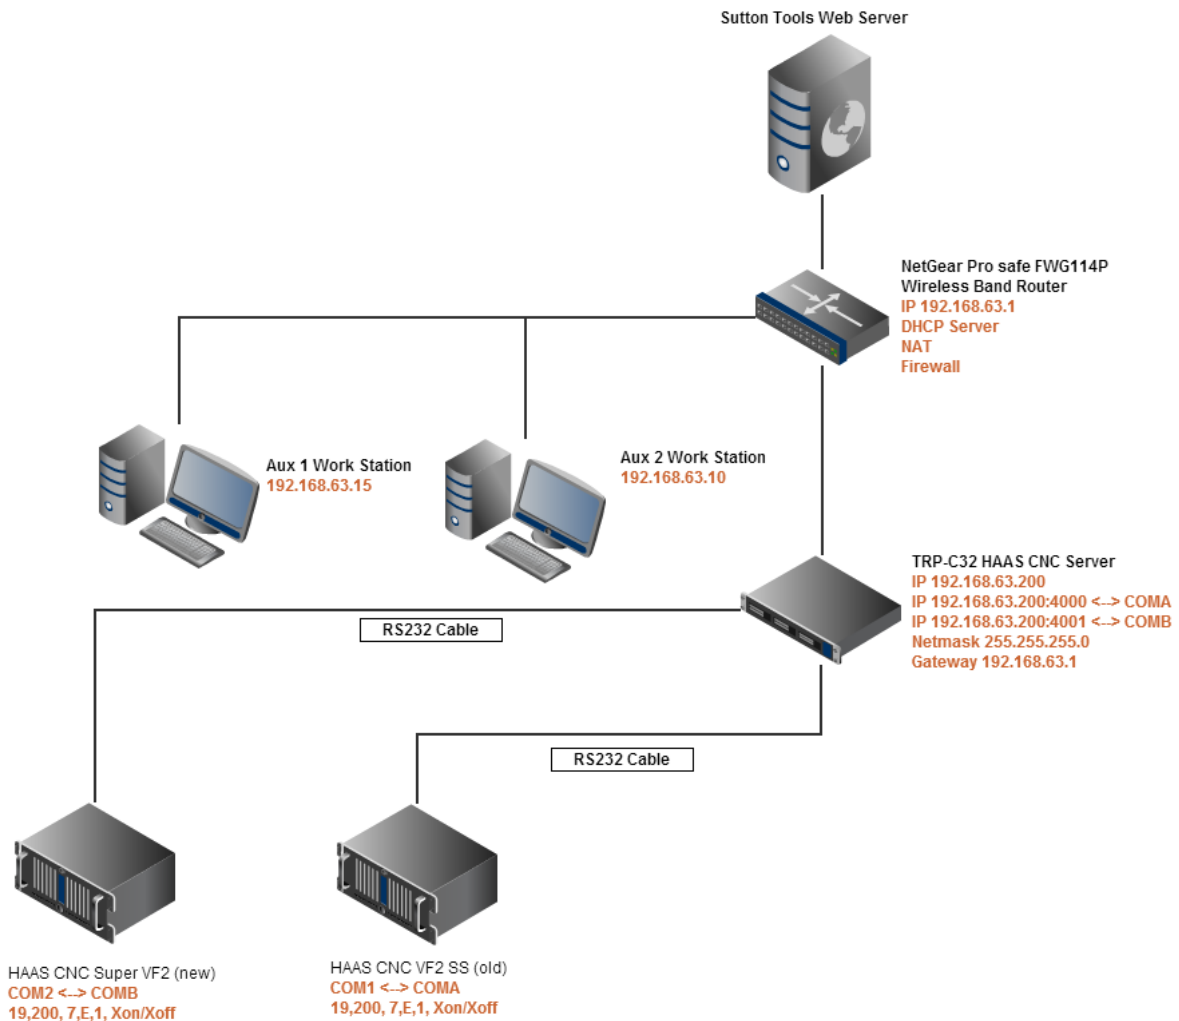 Sutton Tools Web Server
NetGear Pro safe FWG114P
Wireless Band Router
IP 192.168.63.1
DHCP Server
NAT
Firewall
Aux 1 Work Station
192.168.63.15
Aux 2 Work Station
192.168.63.10
TRP-C32 HAAS CNC Server
IP 192.168.63.200
IP 192.168.63.200:4000 <--> COMA
IP 192.168.63.200:4001 <--> COMB
Netmask 255.255.255.0
Gateway 192.168.63.1
RS232 Cable
RS232 Cable
HAAS CNC Super VF2 (new)
COM2 <--> COMB
19,200, 7,E,1, Xon/Xoff
HAAS CNC VF2 SS (old)
COM1 <--> COMA
19,200, 7,E,1, Xon/Xoff